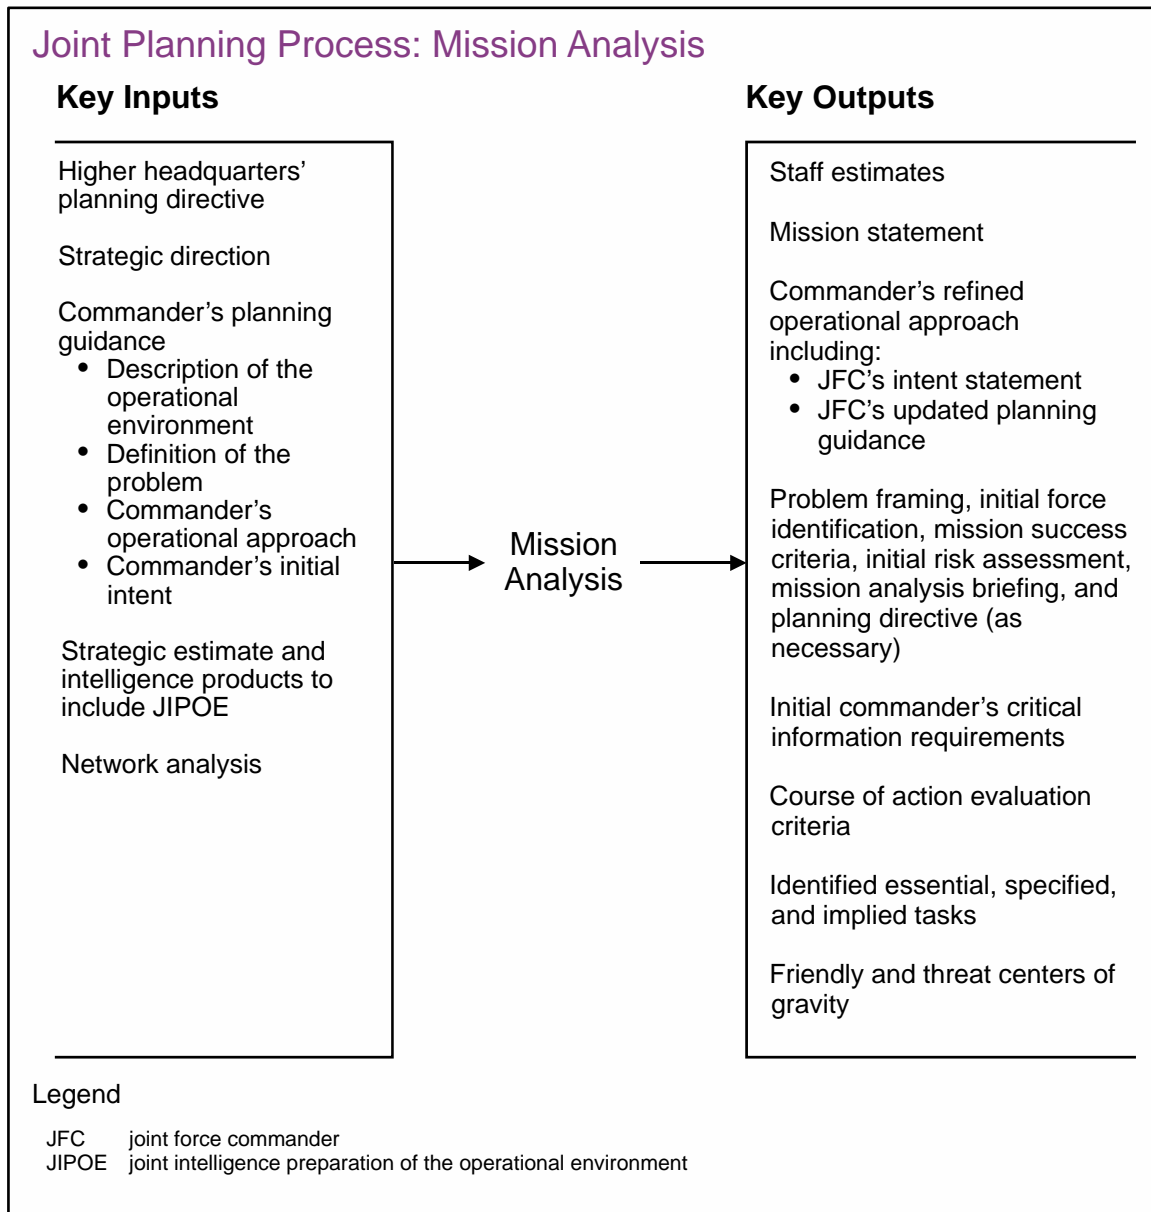 Joint Planning Process: Mission Analysis
Key Inputs
Higher headquarters’
planning directive
Strategic direction
Commander’s planning
guidance
• Description of the
operational
environment
• Definition of the
problem
• Commander’s
operational approach
• Commander’s initial
intent
Strategic estimate and
intelligence products to
include JIPOE
Network analysis
Mission
Analysis
Key Outputs
Staff estimates
Mission statement
Commander’s refined
operational approach
including:
• JFC’s intent statement
• JFC’s updated planning
guidance
Problem framing, initial force
identification, mission success
criteria, initial risk assessment,
mission analysis briefing, and
planning directive (as
necessary)
Initial commander’s critical
information requirements
Course of action evaluation
criteria
Identified essential, specified,
and implied tasks
Friendly and threat centers of
gravity
Legend
JFC joint force commander
JIPOE joint intelligence preparation of the operational environment